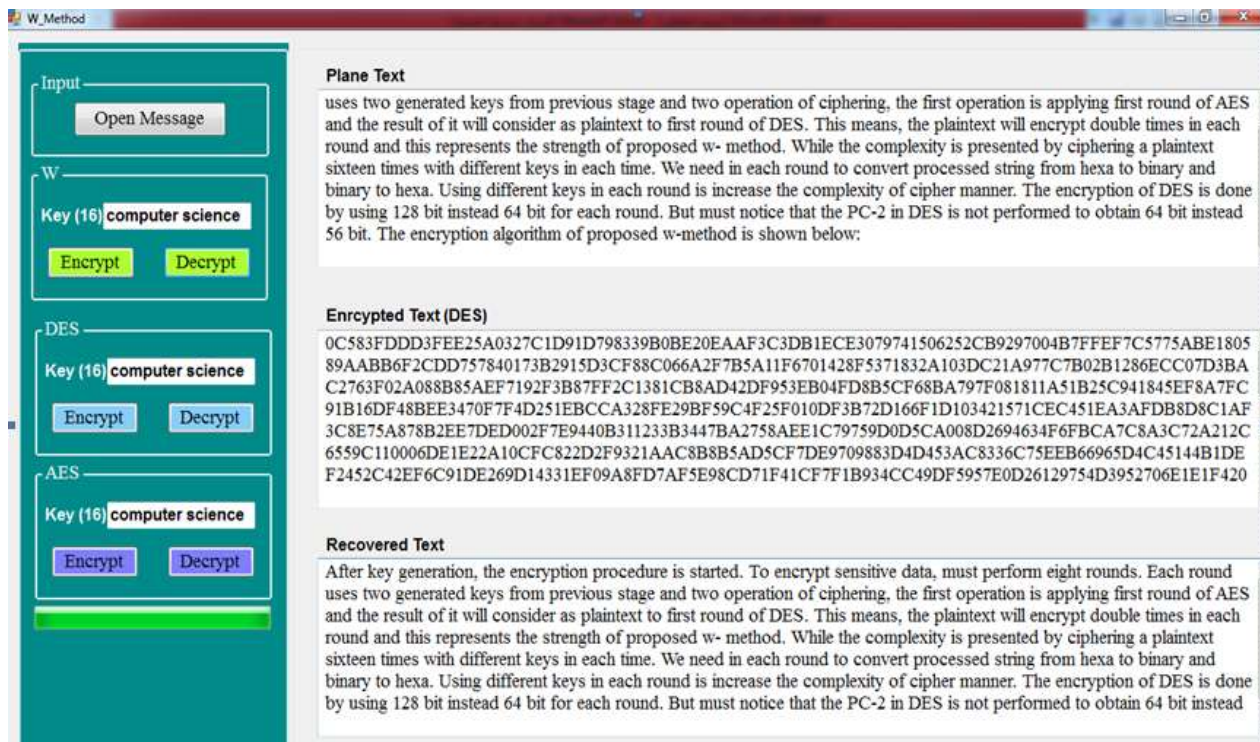 W_Method
Input
Open Message
W
Key (16) computer science
Encrypt Decrypt
DES
Key (16) computer science
Encrypt Decrypt
AES
Key (16) computer science
Encrypt Decrypt
Plane Text
uses two generated keys from previous stage and two operation of ciphering, the first operation is applying first round of AES
and the result of it will consider as plaintext to first round of DES. This means, the plaintext will encrypt double times in each
round and this represents the strength of proposed w- method. While the complexity is presented by ciphering a plaintext
sixteen times with different keys in each time. We need in each round to convert processed string from hexa to binary and
binary to hexa. Using different keys in each round is increase the complexity of cipher manner. The encryption of DES is done
by using 128 bit instead 64 bit for each round. But must notice that the PC-2 in DES is not performed to obtain 64 bit instead
56 bit. The encryption algorithm of proposed w-method is shown below:
Enrcypted Text (DES)
0C583FDDD3FEE25A0327C1D91D798339B0BE20EAAF3C3DB1ECE3079741506252CB9297004B7FFEF7C5775ABE1805
89AABB6F2CDD757840173B2915D3CF88C066A2F7B5A11F6701428F5371832A103DC21A977C7B02B1286ECC07D3BA
C2763F02A088B85AEF7192F3B87FF2C1381CB8AD42DF953EB04FD8B5CF68BA797F081811A51B25C941845EF8A7FC
91B16DF48BEE3470F7F4D251EBCCA328FE29BF59C4F25F010DF3B72D166F1D103421571CEC451EA3AFDB8D8C1AF
3C8E75A878B2EE7DED002F7E9440B311233B3447BA2758AEE1C79759D0D5CA008D2694634F6FBCA7C8A3C72A212C
6559C110006DE1E22A10CFC822D2F9321AAC8B8B5AD5CF7DE9709883D4D453AC8336C75EEB66965D4C45144B1DE
F2452C42EF6C91DE269D14331EF09A8FD7AF5E98CD71F41CF7F1B934CC49DF5957E0D26129754D3952706E1E1F420
Recovered Text
After key generation, the encryption procedure is started. To encrypt sensitive data, must perform eight rounds. Each round
uses two generated keys from previous stage and two operation of ciphering, the first operation is applying first round of AES
and the result of it will consider as plaintext to first round of DES. This means, the plaintext will encrypt double times in each
round and this represents the strength of proposed w- method. While the complexity is presented by ciphering a plaintext
sixteen times with different keys in each time. We need in each round to convert processed string from hexa to binary and
binary to hexa. Using different keys in each round is increase the complexity of cipher manner. The encryption of DES is done
by using 128 bit instead 64 bit for each round. But must notice that the PC-2 in DES is not performed to obtain 64 bit instead